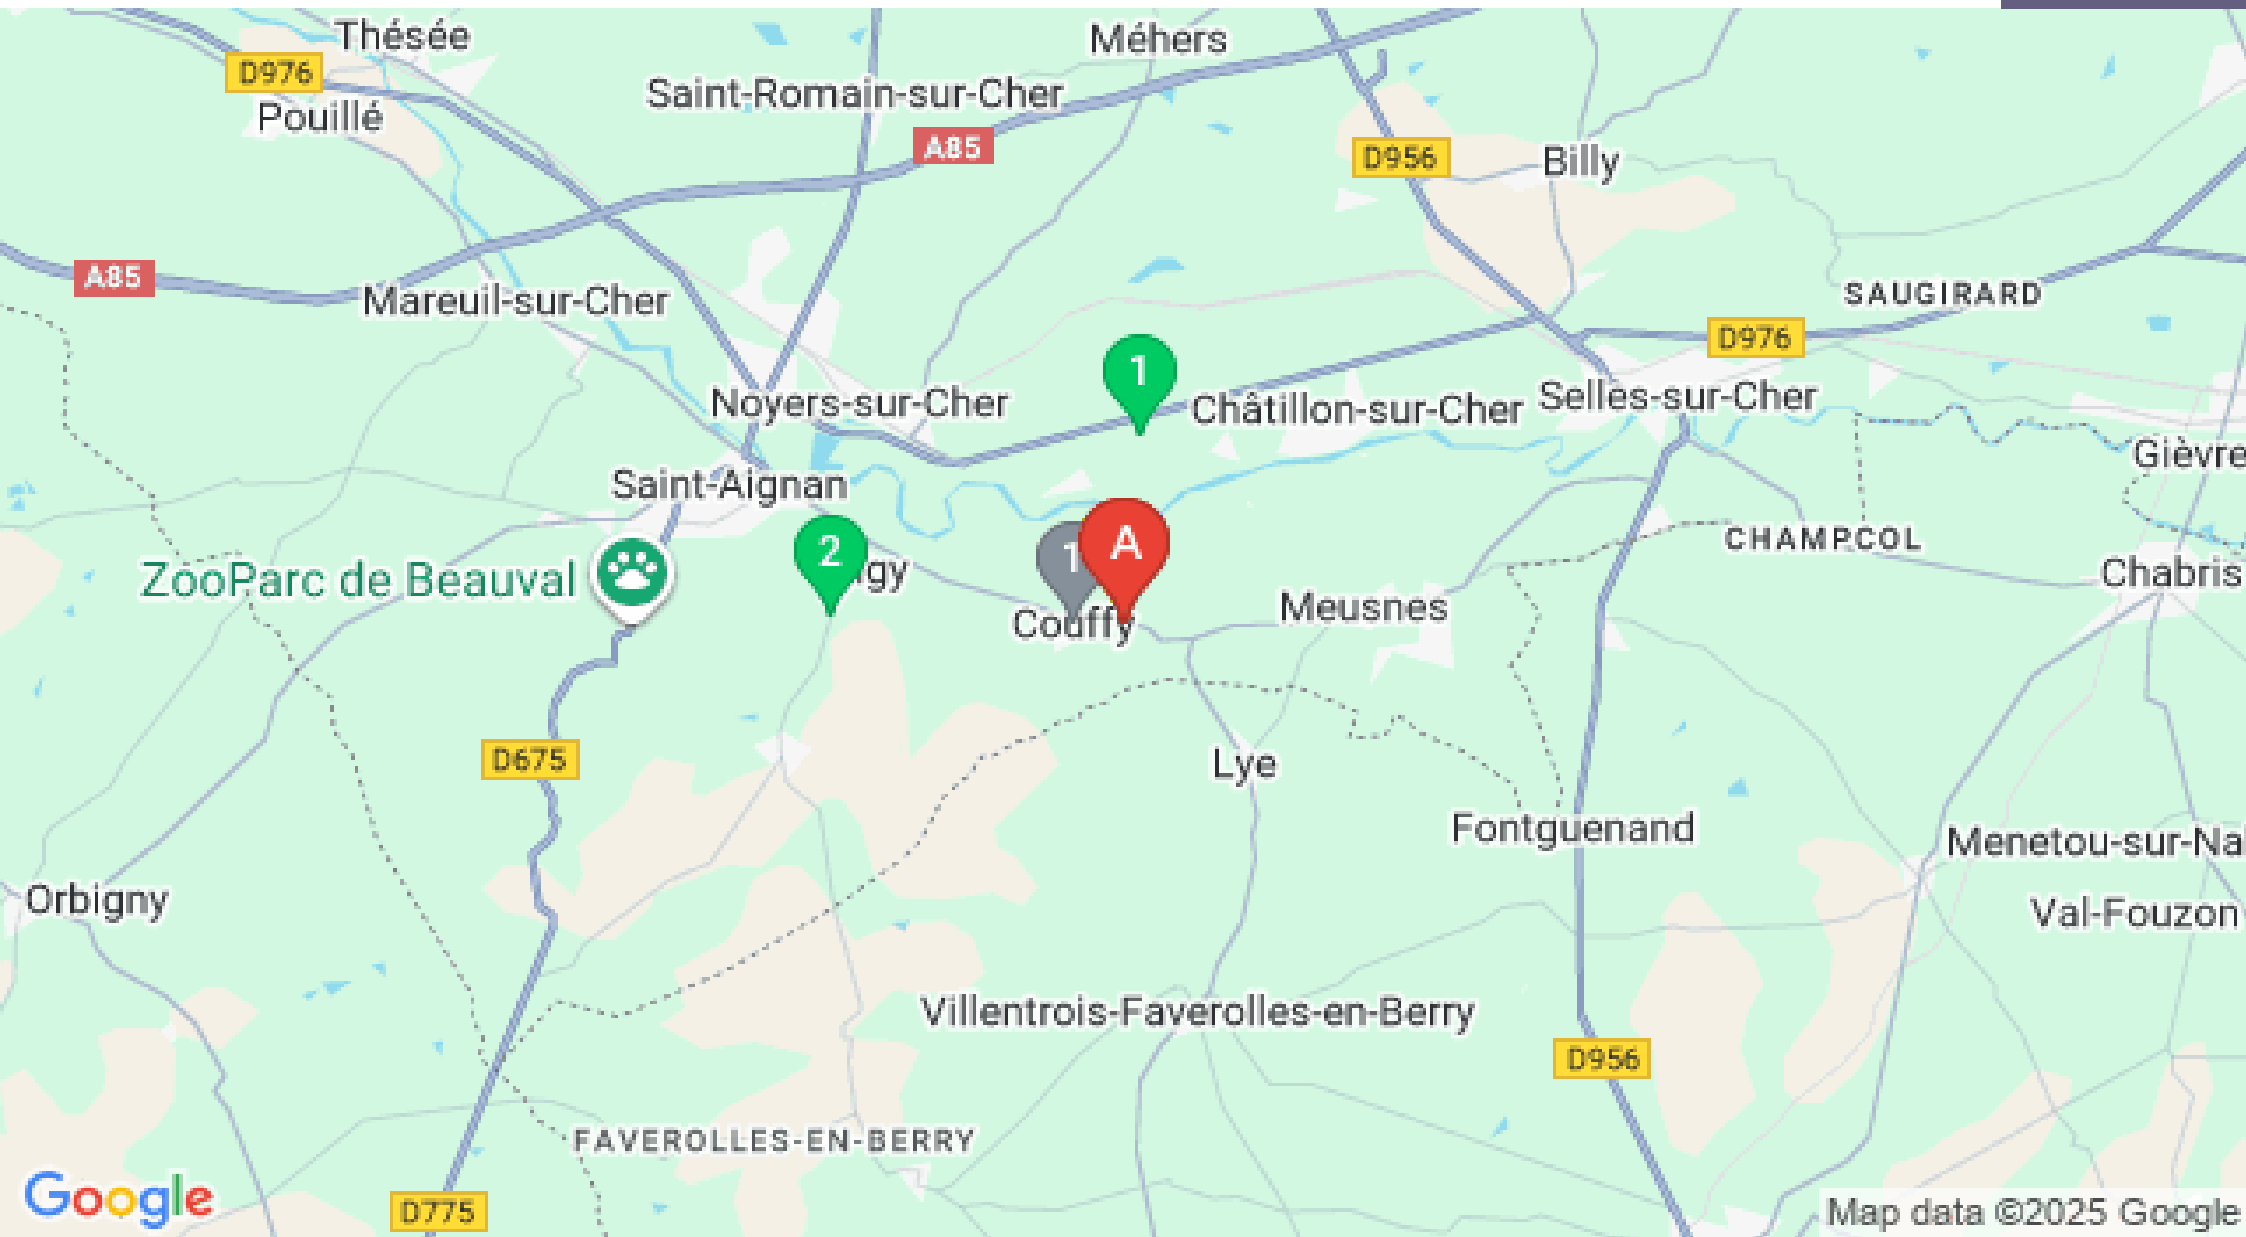 Thésée
Méhers
D976
Saint-Romain-sur-Cher
Pouillé
A85
D956
Billy
A85
Mareuil-sur-Cher
SAUGIRARD
D976
1
Noyers-sur-Cher
Châtillon-sur-Cher
Selles-sur-Cher
Gièvre
Saint-Aignan
CHAMPCOL
2
1
A
ZooParc de Beauval
gy
Chabris
Couffy
Meusnes
D675
Lye
Fontguenand
Menetou-sur-Na
Orbigny
Val-Fouzon
Villentrois-Faverolles-en-Berry
D956
FAVEROLLES-EN-BERRY
Google
D775
Map data ©2025 Google